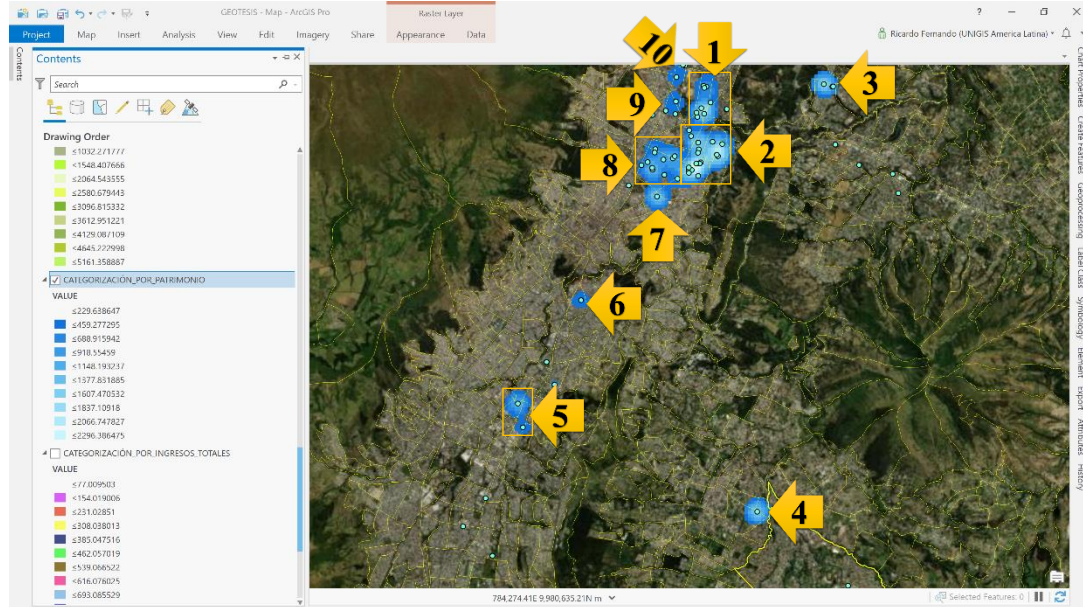 GEOTESIS - Map - ArcGIS Pro
Raster Layer
?
Project Map Insert Analysis View Edit Imagery Share Appearance Data
Ricardo Fernando (UNIGIS America Latina)
Contents
Contents
Search
Drawing Order
≤1032.271777
≤1548.407666
≤2064.543555
≤2580.679443
≤3096.815332
≤3612.951221
≤4129.087109
≤4645.222998
≤5161.358887
CATEGORIZACIÓN_POR_PATRIMONIO
VALUE
≤229.638647
≤459.277295
≤688.915942
≤918.55459
≤1148.193237
≤1377.831885
≤1607.470532
≤1837.10918
≤2066.747827
≤2296.386475
CATEGORIZACIÓN_POR_INGRESOS_TOTALES
VALUE
≤77.009503
≤154.019006
≤231.02851
≤308.038013
≤385.047516
≤462.057019
≤539.066522
≤616.076025
≤693.085529
10
1
3
9
2
8
7
6
5
4
784,274.41E 9,980,635.21N m
Selected Features: 0
Chart Properties
Create Features
Geoprocessing
Label Class
Symbology
Element
Export
Attributes
History